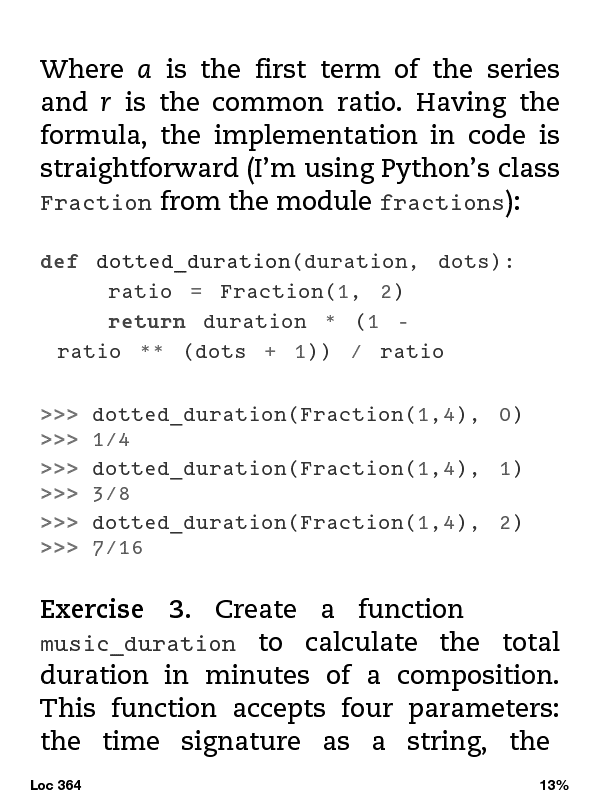 Where a is the first term of the series
and r is the common ratio. Having the
formula, the implementation in code is
straightforward (I’m using Python’s class
Fraction from the module fractions):
def dotted_duration(duration, dots):
ratio = Fraction(1, 2)
return duration * (1 -
ratio ** (dots + 1)) / ratio
>>> dotted_duration(Fraction(1,4), 0)
>>> 1/4
>>> dotted_duration(Fraction(1,4), 1)
>>> 3/8
>>> dotted_duration(Fraction(1,4), 2)
>>> 7/16
Exercise 3. Create a function
music_duration to calculate the total
duration in minutes of a composition.
This function accepts four parameters:
the time signature as a string, the
Loc 364 13%